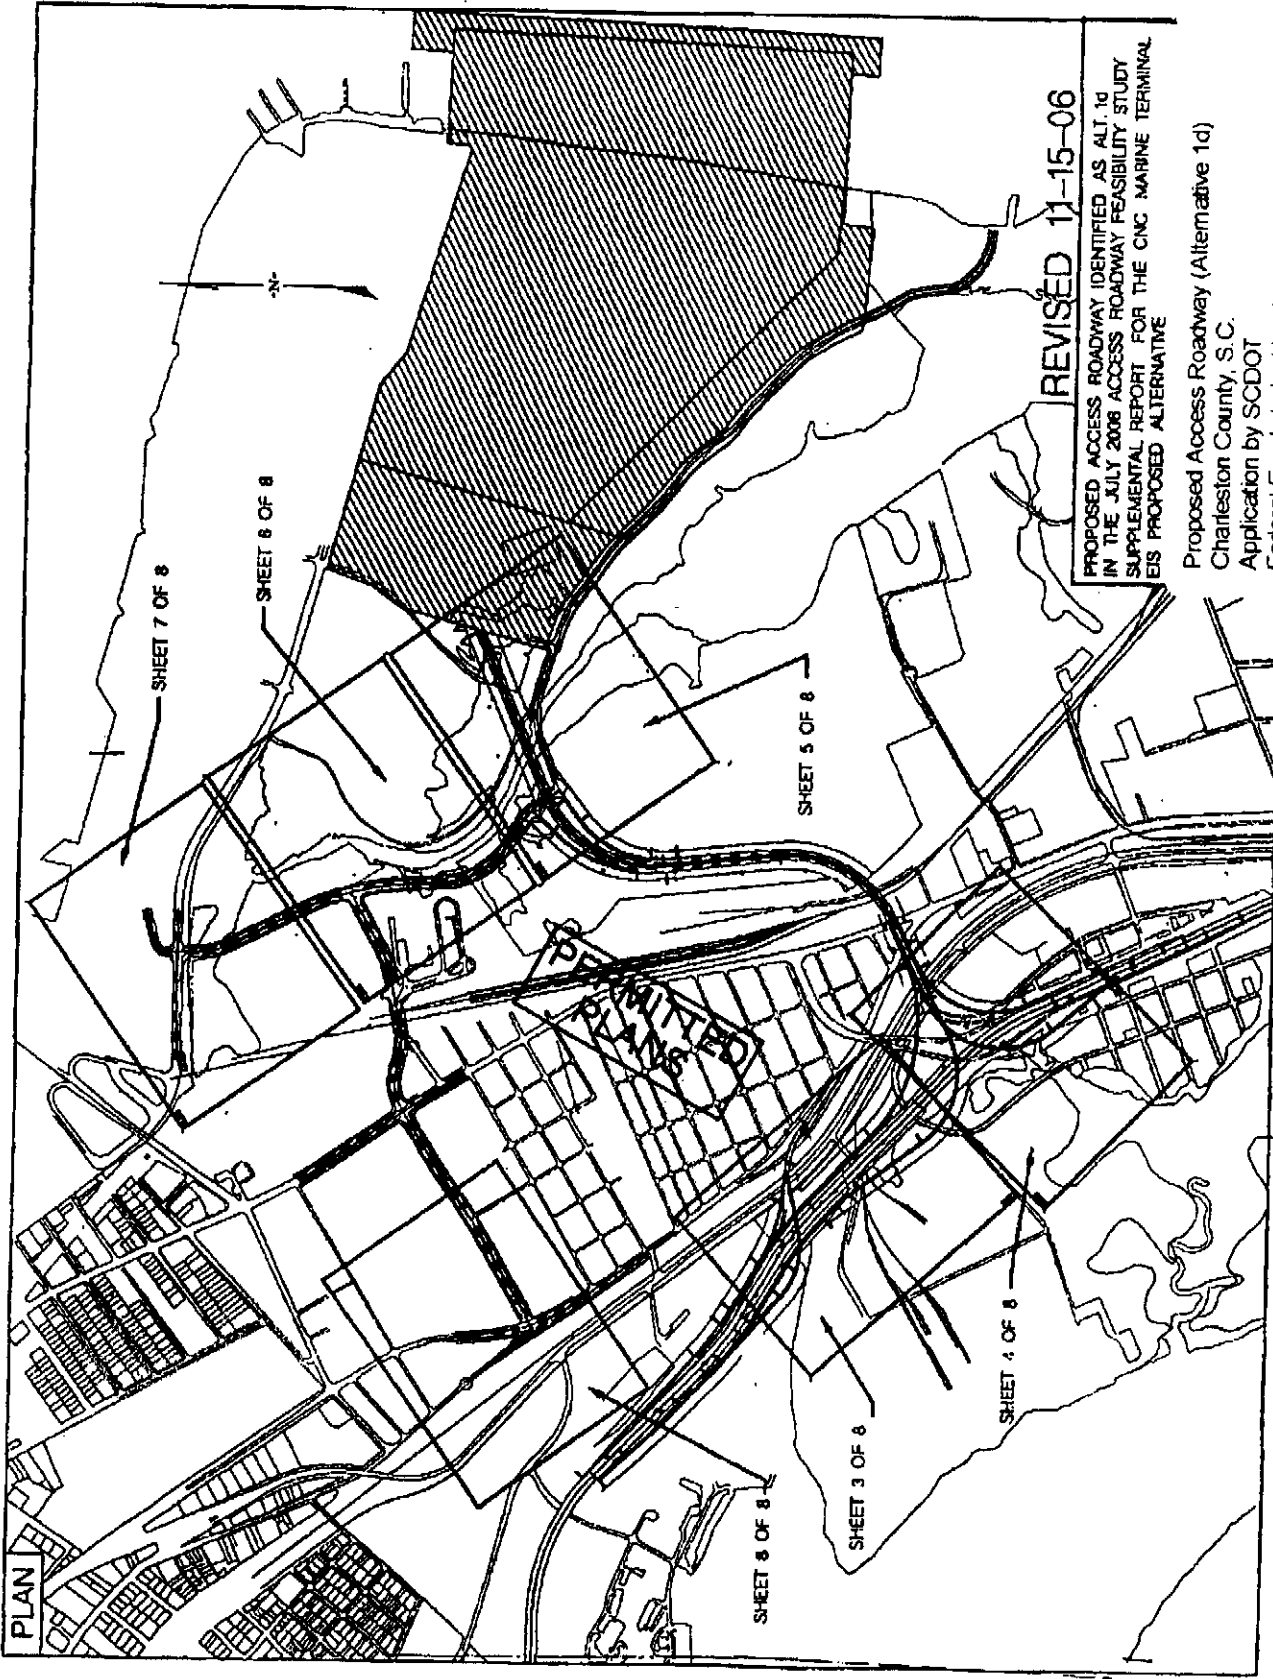 PLAN
SHEET 7 OF 8
SHEET 6 OF 8
-N-
SHEET 5 OF 8
PERMITTED
PLANS
SHEET 8 OF 8
SHEET 3 OF 8
SHEET 4 OF 8
REVISED 11-15-06
PROPOSED ACCESS ROADWAY IDENTIFIED AS ALT. 1d
IN THE JULY 2006 ACCESS ROADWAY FEASIBILITY STUDY
SUPPLEMENTAL REPORT FOR THE CNC MARINE TERMINAL
EIS PROPOSED ALTERNATIVE
Proposed Access Roadway (Alternative 1d)
Charleston County, S.C.
Application by SCDOT